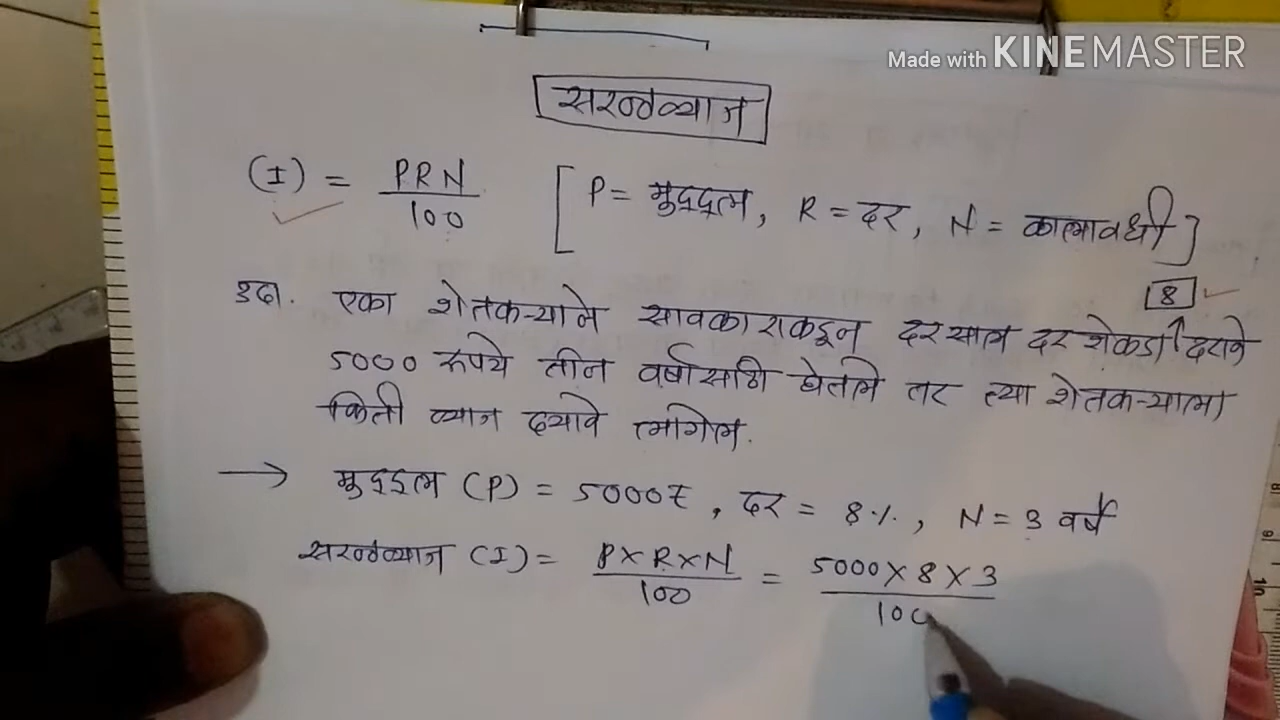 Made with KINEMASTER
सरळव्याज
(I) = PRN / 100 [P = मुद्दल, R = दर, N = कालावधी]
8
उदा. एका शेतकऱ्याने सावकाराकडून दरसाल दर शेकडा दराने
5000 रूपये तीन वर्षासाठी घेतले तर त्या शेतकऱ्याला
किती व्याज द्यावे लागेल.
→ मुद्दल (P) = 5000₹, दर = 8%, N = 3 वर्षे
सरळव्याज (I) = P×R×N / 100 = 5000×8×3 / 100